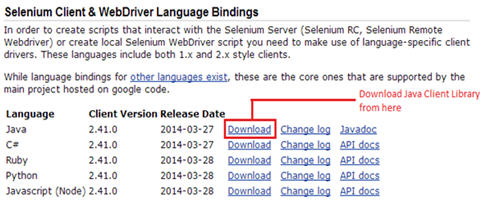 Selenium Client & WebDriver Language Bindings
In order to create scripts that interact with the Selenium Server (Selenium RC, Selenium Remote
Webdriver) or create local Selenium WebDriver script you need to make use of language-specific client
drivers. These languages include both 1.x and 2.x style clients.
While language bindings for other languages exist, these are the core ones that are supported by the
main project hosted on google code.
Download Java Client Library
from here
Language Client Version Release Date
Java 2.41.0 2014-03-27 Download Change log Javadoc
C# 2.41.0 2014-03-27 Download Change log API docs
Ruby 2.41.0 2014-03-28 Download Change log API docs
Python 2.41.0 2014-03-28 Download Change log API docs
Javascript (Node) 2.41.0 2014-03-28 Download Change log API docs